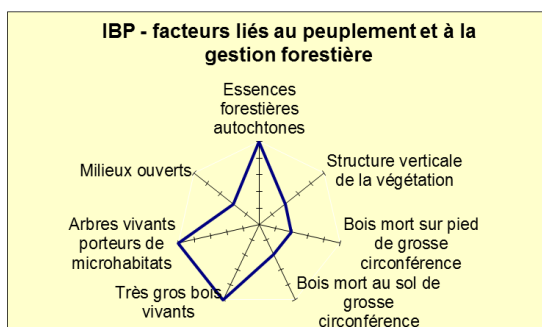 IBP - facteurs liés au peuplement et à la
gestion forestière
Essences
forestières
autochtones
Structure verticale
de la végétation
Bois mort sur pied
de grosse
circonférence
Bois mort au sol de
grosse
circonférence
Très gros bois
vivants
Arbres vivants
porteurs de
microhabitats
Milieux ouverts